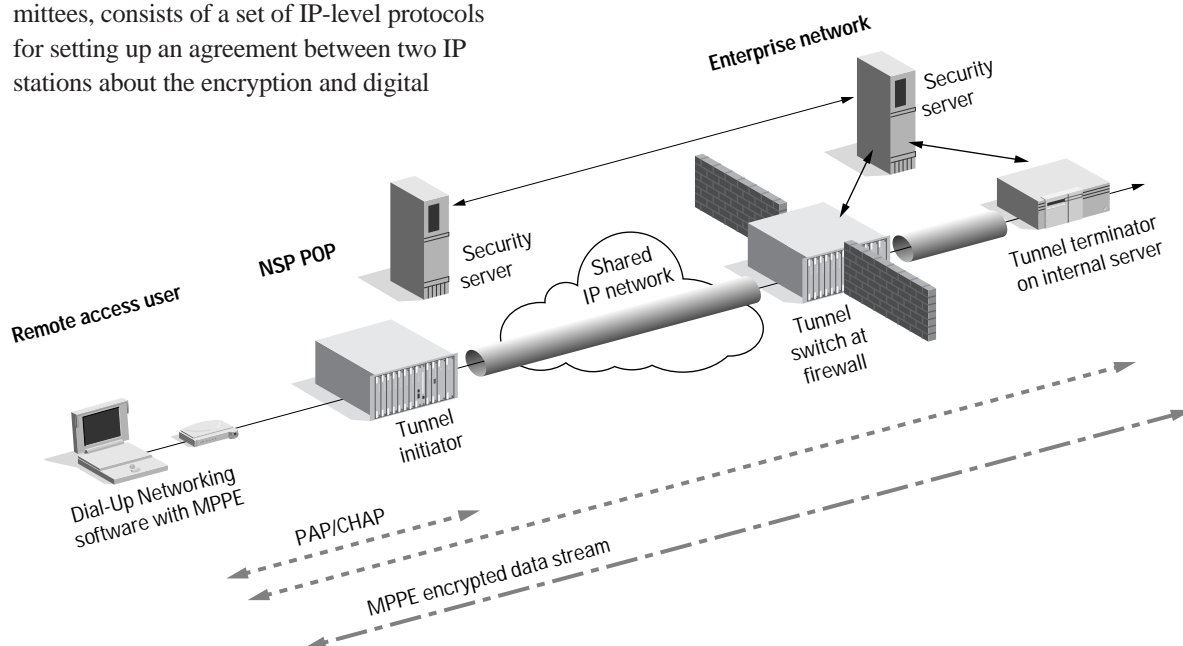 mittees, consists of a set of IP-level protocols
for setting up an agreement between two IP
stations about the encryption and digital
Enterprise network
Security
server
NSP POP
Security
server
Shared
IP network
Tunnel terminator
on internal server
Remote access user
Tunnel
switch at
firewall
Tunnel
initiator
Dial-Up Networking
software with MPPE
PAP/CHAP
MPPE encrypted data stream